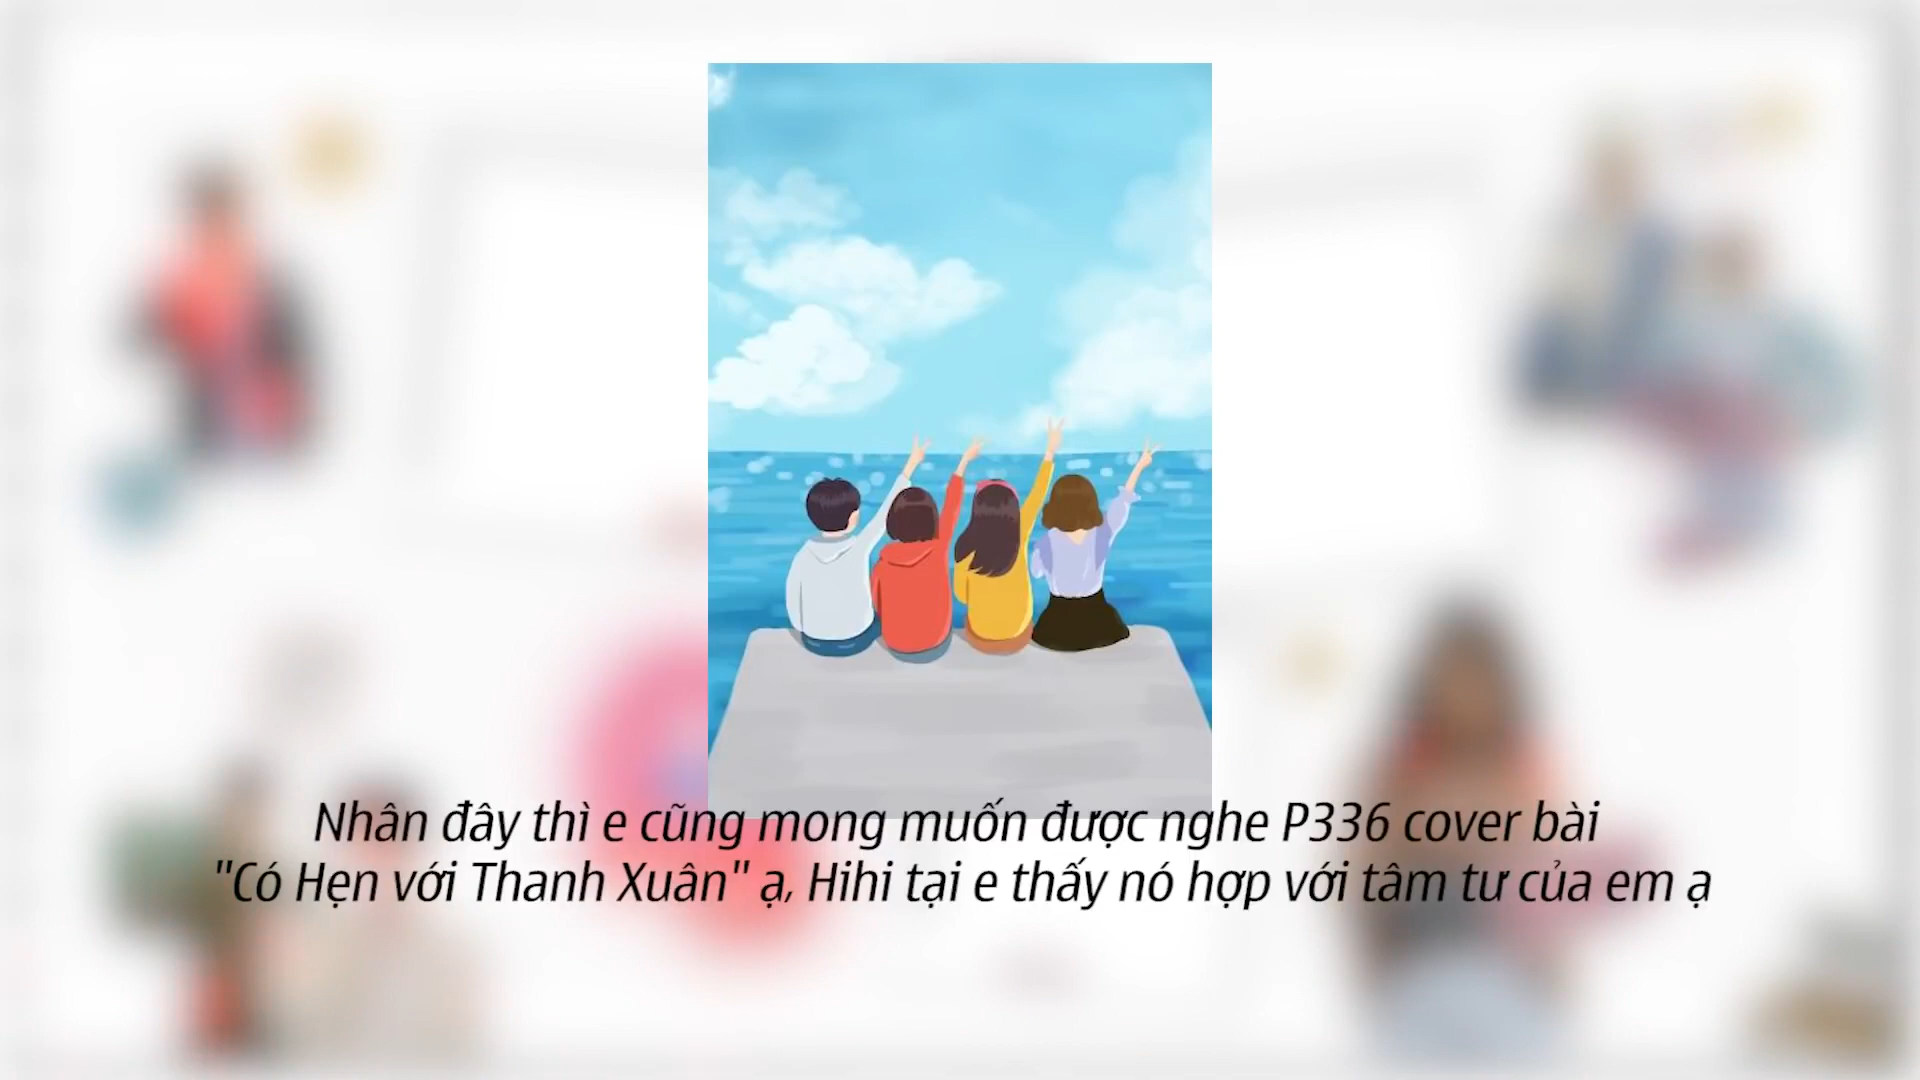 Nhân đây thì e cũng mong muốn được nghe P336 cover bài
"Có Hẹn với Thanh Xuân" ạ, Hihi tại e thấy nó hợp với tâm tư của em ạ